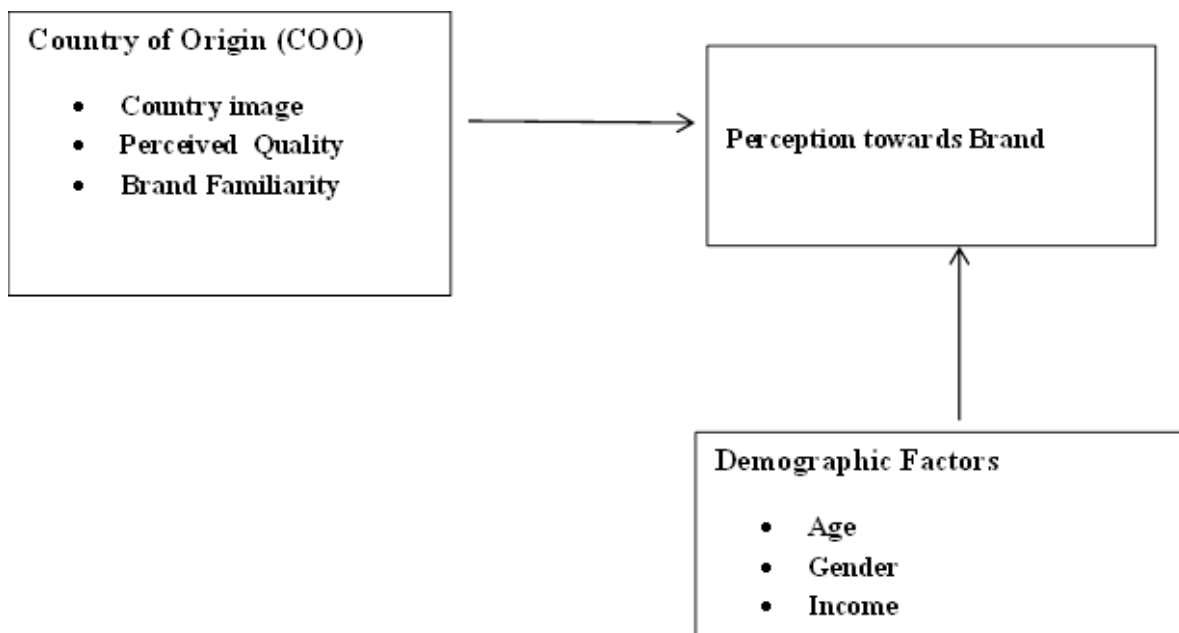 Country of Origin (COO)
• Country image
• Perceived Quality
• Brand Familiarity
Perception towards Brand
Demographic Factors
• Age
• Gender
• Income